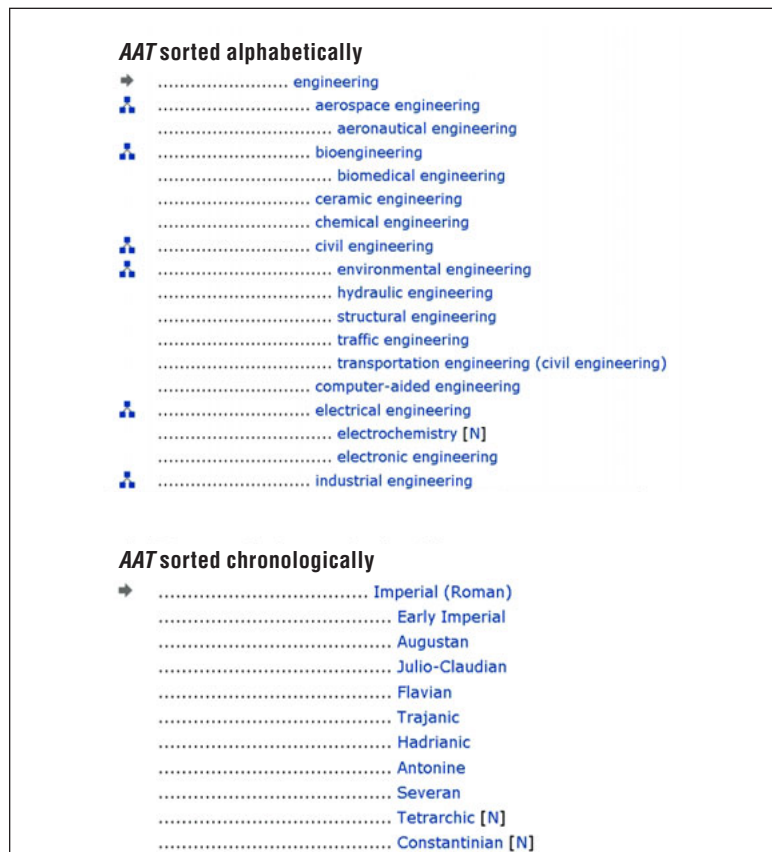 AAT sorted alphabetically
........................ engineering
............................ aerospace engineering
................................ aeronautical engineering
............................ bioengineering
................................ biomedical engineering
............................ ceramic engineering
............................ chemical engineering
............................ civil engineering
................................ environmental engineering
................................ hydraulic engineering
................................ structural engineering
................................ traffic engineering
................................ transportation engineering (civil engineering)
............................ computer-aided engineering
............................ electrical engineering
................................ electrochemistry [N]
................................ electronic engineering
............................ industrial engineering
AAT sorted chronologically
....................................... Imperial (Roman)
........................................... Early Imperial
........................................... Augustan
........................................... Julio-Claudian
........................................... Flavian
........................................... Trajanic
........................................... Hadrianic
........................................... Antonine
........................................... Severan
........................................... Tetrarchic [N]
........................................... Constantinian [N]